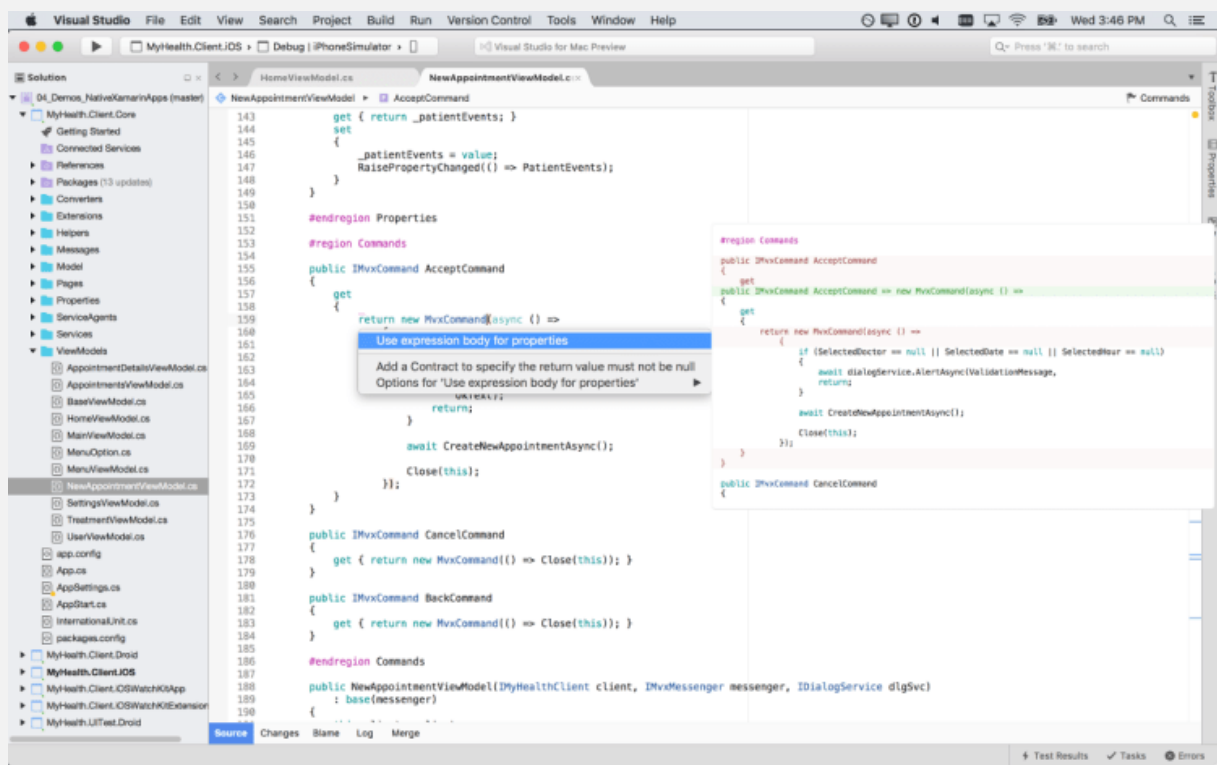 Visual Studio File Edit View Search Project Build Run Version Control Tools Window Help Wed 3:46 PM
MyHealth.Client.iOS › Debug | iPhoneSimulator › Visual Studio for Mac Preview Press '⌘.' to search
Solution
04_Demos_NativeXamarinApps (master)
MyHealth.Client.Core
Getting Started
Connected Services
References
Packages (13 updates)
Converters
Extensions
Helpers
Messages
Model
Pages
Properties
ServiceAgents
Services
ViewModels
AppointmentDetailsViewModel.cs
AppointmentsViewModel.cs
BaseViewModel.cs
HomeViewModel.cs
MainViewModel.cs
MenuOption.cs
MenuViewModel.cs
NewAppointmentViewModel.cs
SettingsViewModel.cs
TreatmentViewModel.cs
UserViewModel.cs
app.config
App.cs
AppSettings.cs
AppStart.cs
InternationalUnit.cs
packages.config
MyHealth.Client.Droid
MyHealth.Client.iOS
MyHealth.Client.iOSWatchKitApp
MyHealth.Client.iOSWatchKitExtension
MyHealth.UITest.Droid
HomeViewModel.cs NewAppointmentViewModel.c
NewAppointmentViewModel AcceptCommand Commands
143 get { return _patientEvents; }
144 set
145 {
146 _patientEvents = value;
147 RaisePropertyChanged(() => PatientEvents);
148 }
149 }
150
151 #endregion Properties
152
153 #region Commands
154
155 public IMvxCommand AcceptCommand
156 {
157 get
158 {
159 return new MvxCommand(async () =>
160
161 Use expression body for properties
162
163 Add a Contract to specify the return value must not be null
164 Options for 'Use expression body for properties'
165 OkText);
166 return;
167 }
168
169 await CreateNewAppointmentAsync();
170
171 Close(this);
172 });
173 }
174 }
175
176 public IMvxCommand CancelCommand
177 {
178 get { return new MvxCommand(() => Close(this)); }
179 }
180
181 public IMvxCommand BackCommand
182 {
183 get { return new MvxCommand(() => Close(this)); }
184 }
185
186 #endregion Commands
187
188 public NewAppointmentViewModel(IMyHealthClient client, IMvxMessenger messenger, IDialogService dlgSvc)
189 : base(messenger)
190 {
#region Commands
public IMvxCommand AcceptCommand
{
get
public IMvxCommand AcceptCommand => new MvxCommand(async () =>
{
get
{
return new MvxCommand(async () =>
{
if (SelectedDoctor == null || SelectedDate == null || SelectedHour == null)
{
await dialogService.AlertAsync(ValidationMessage,
return;
}
await CreateNewAppointmentAsync();
Close(this);
});
}
}
public IMvxCommand CancelCommand
{
Toolbox
Properties
Source Changes Blame Log Merge
Test Results Tasks Errors